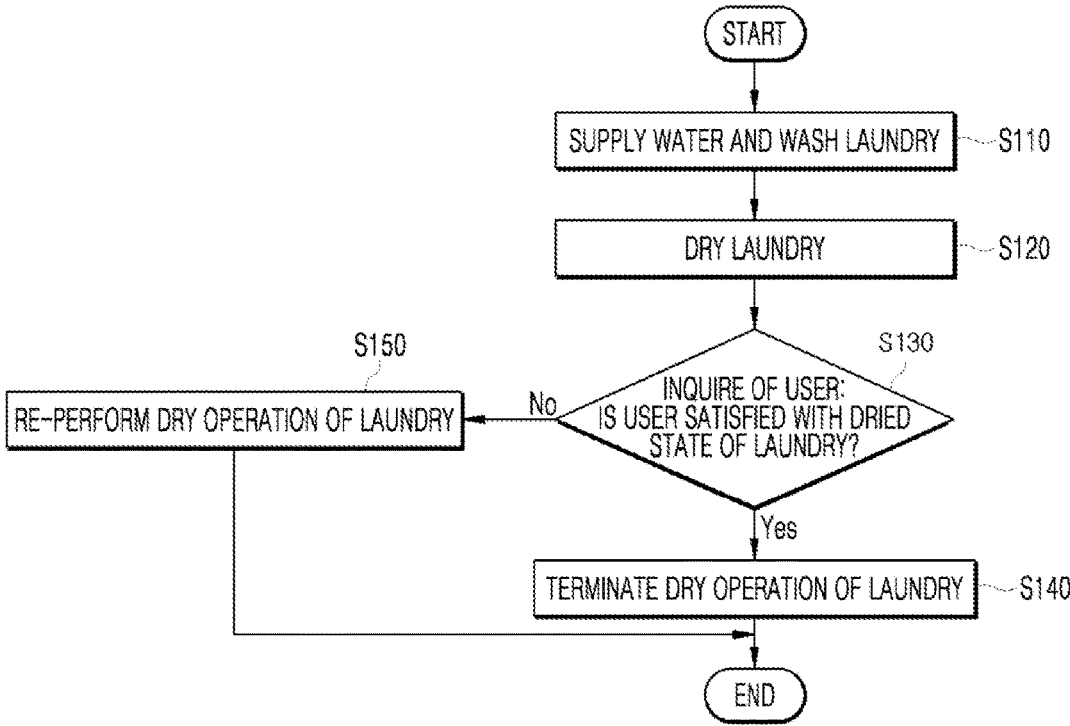 START
SUPPLY WATER AND WASH LAUNDRY
S110
DRY LAUNDRY
S120
S130
INQUIRE OF USER:
IS USER SATISFIED WITH DRIED
STATE OF LAUNDRY?
No
S150
RE-PERFORM DRY OPERATION OF LAUNDRY
Yes
TERMINATE DRY OPERATION OF LAUNDRY
S140
END